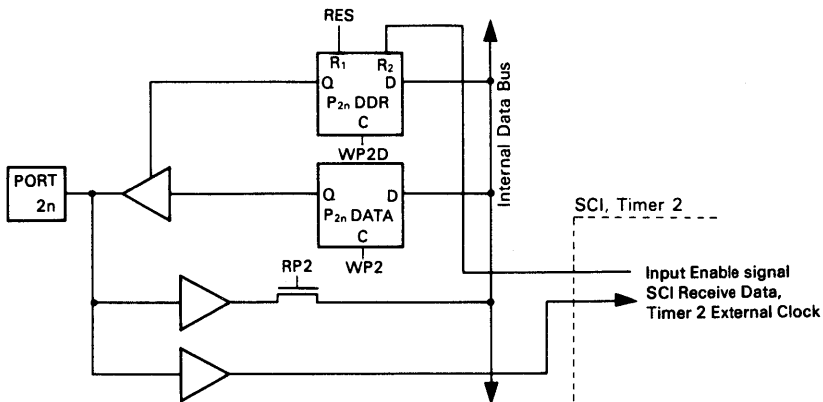 RES
R1 R2
Q D
P2n DDR
C
WP2D
PORT
2n
Q D
P2n DATA
C
WP2
RP2
Internal Data Bus
SCI, Timer 2
Input Enable signal
SCI Receive Data,
Timer 2 External Clock